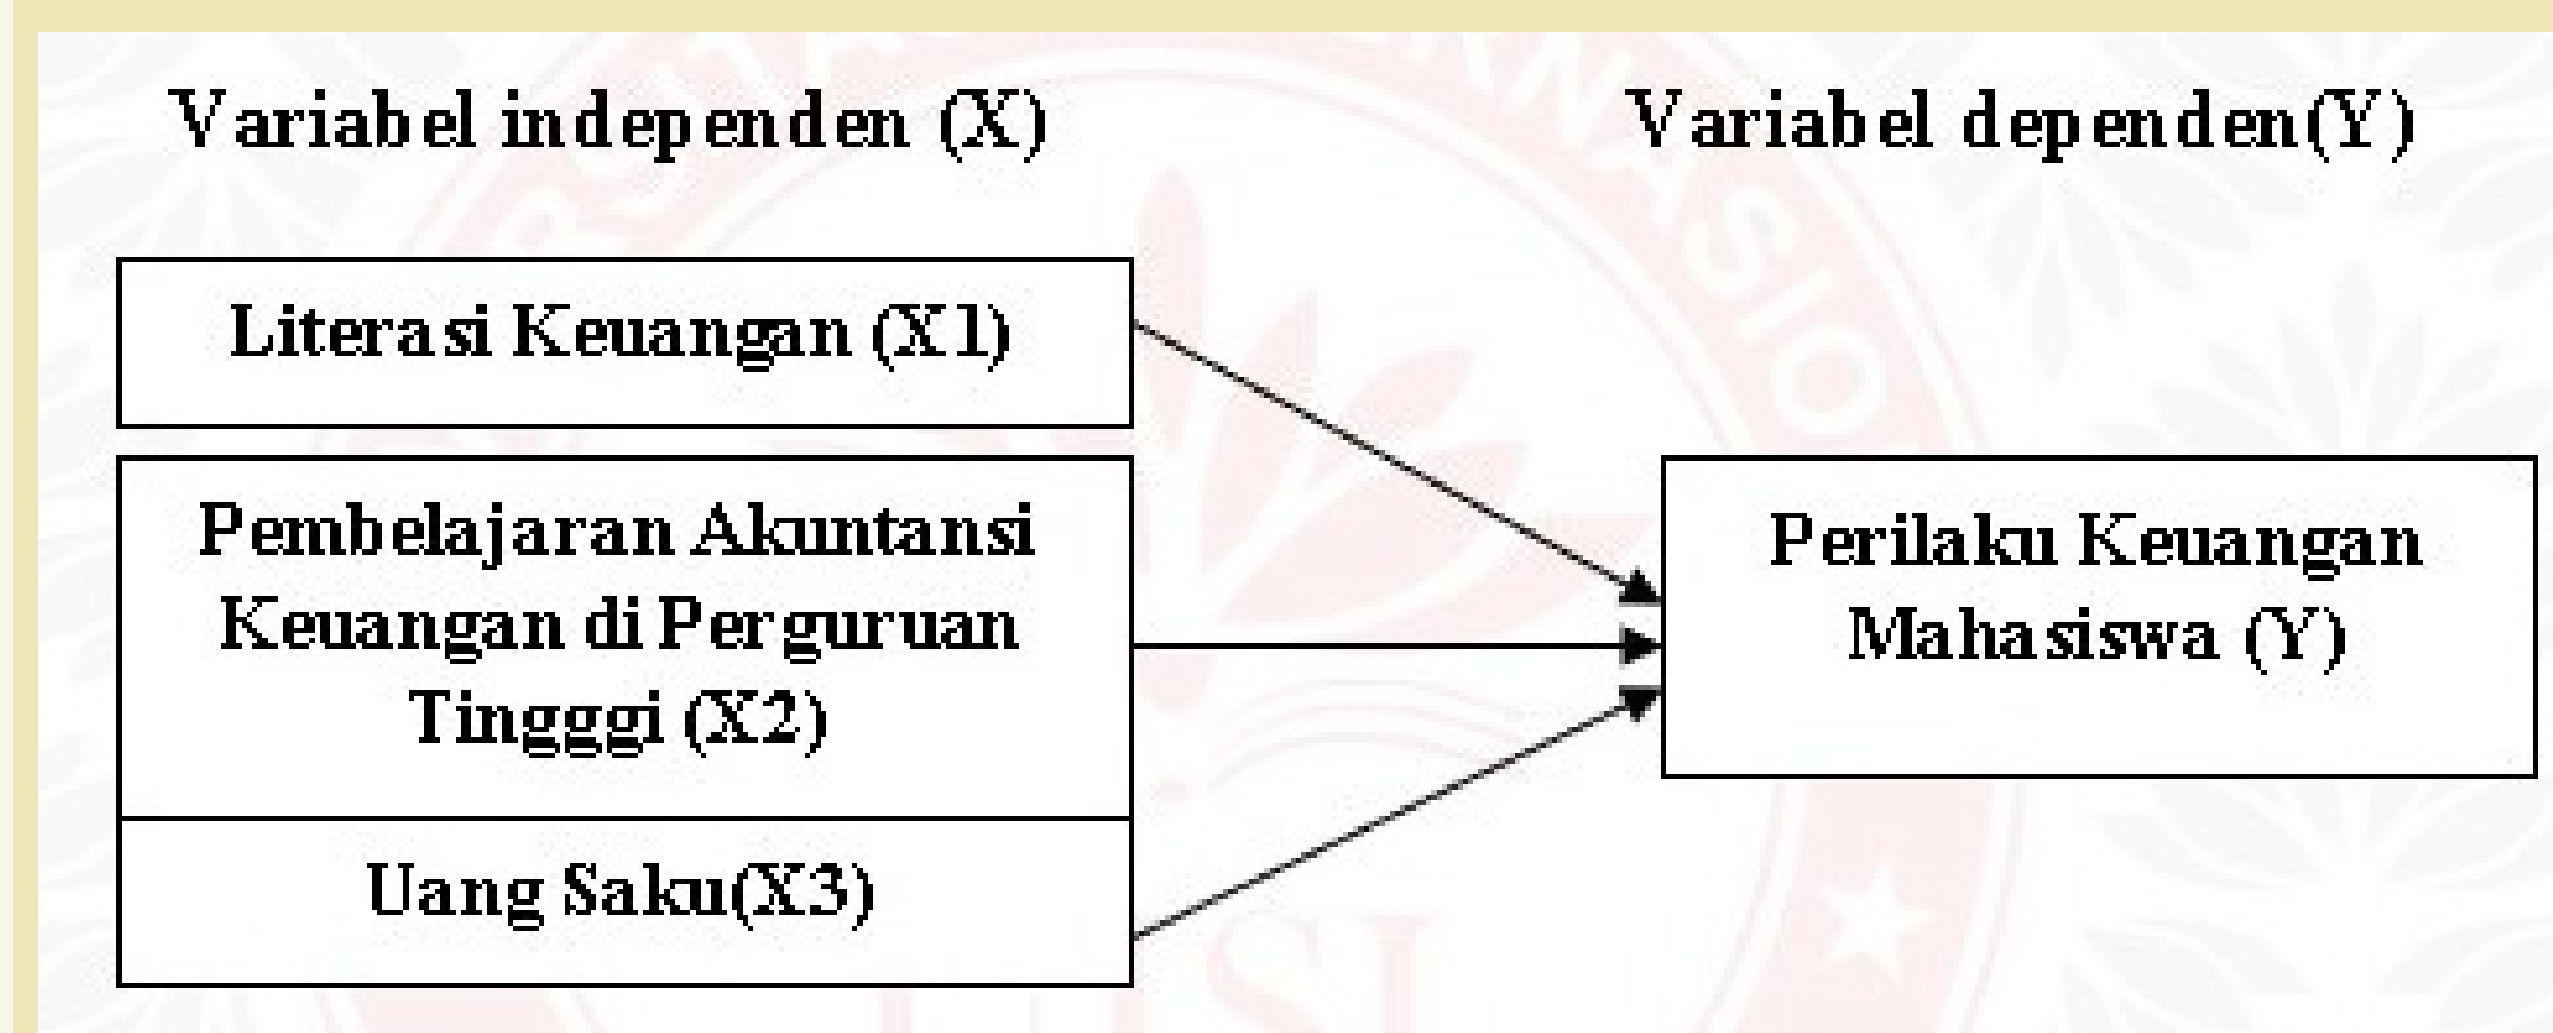 Variabel independen (X)
Variabel dependen(Y)
Literasi Keuangan (X1)
Pembelajaran Akuntansi
Keuangan di Perguruan
Tingggi (X2)
Uang Saku(X3)
Perilaku Keuangan
Mahasiswa (Y)